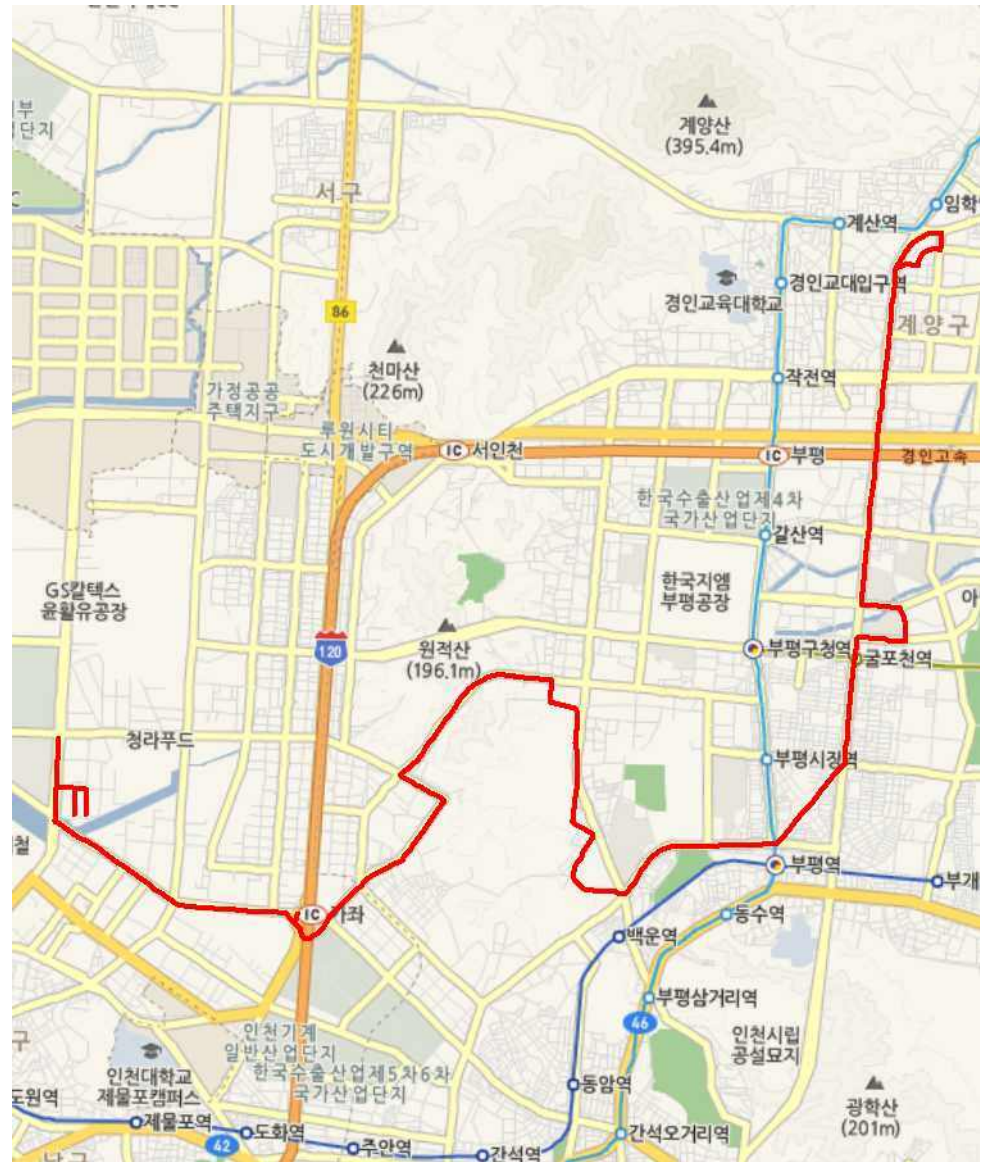 계양산
(395.4m)
서구
임학
계산역
경인교대입구역
경인교육대학교
86
계양구
천마산
(226m)
작전역
가정공공
주택지구
루원시티
도시개발구역
IC 서인천
IC 부평
경인고속
한국수출산업제4차
국가산업단지
갈산역
GS칼텍스
윤활유공장
한국지엠
부평공장
아
원적산
(196.1m)
120
부평구청역
굴포천역
청라푸드
부평시장역
철
부평역
부개
IC 가좌
동수역
백운역
부평삼거리역
46
인천시립
공설묘지
구
인천기계
일반산업단지
한국수출산업제5차6차
국가산업단지
인천대학교
제물포캠퍼스
도원역
동암역
광학산
(201m)
제물포역
42
도화역
주안역
간석역
간석오거리역